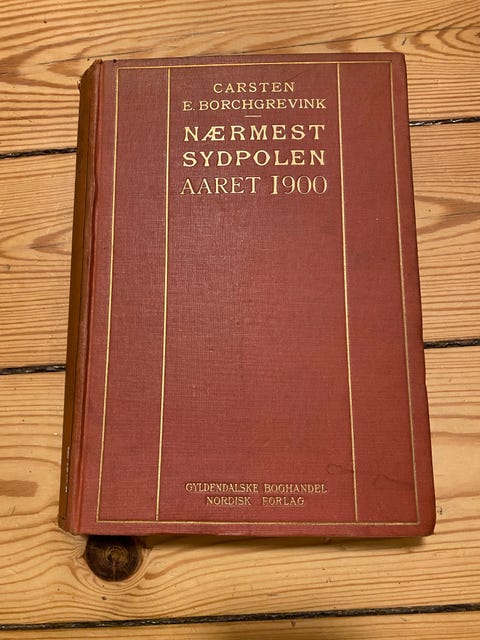 CARSTEN
E. BORCHGREVINK
NÆRMEST
SYDPOLEN
AARET 1900
GYLDENDALSKE BOGHANDEL
NORDISK FORLAG